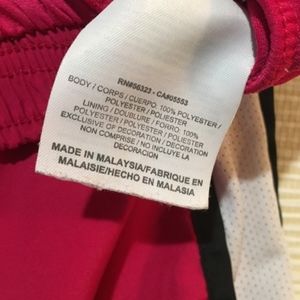 RN#56323 - CA#05553
BODY / CORPS / CUERPO. 100% POLYESTER /
POLYESTER / POLIESTER
LINING / DOUBLURE / FORRO. 100%
POLYESTER / POLYESTER / POLIESTER
EXCLUSIVE OF DECORATION / DECORATION
NON COMPRISE / NO INCLUYE LA
DECORACION
MADE IN MALAYSIA/FABRIQUE EN
MALAISIE/HECHO EN MALASIA